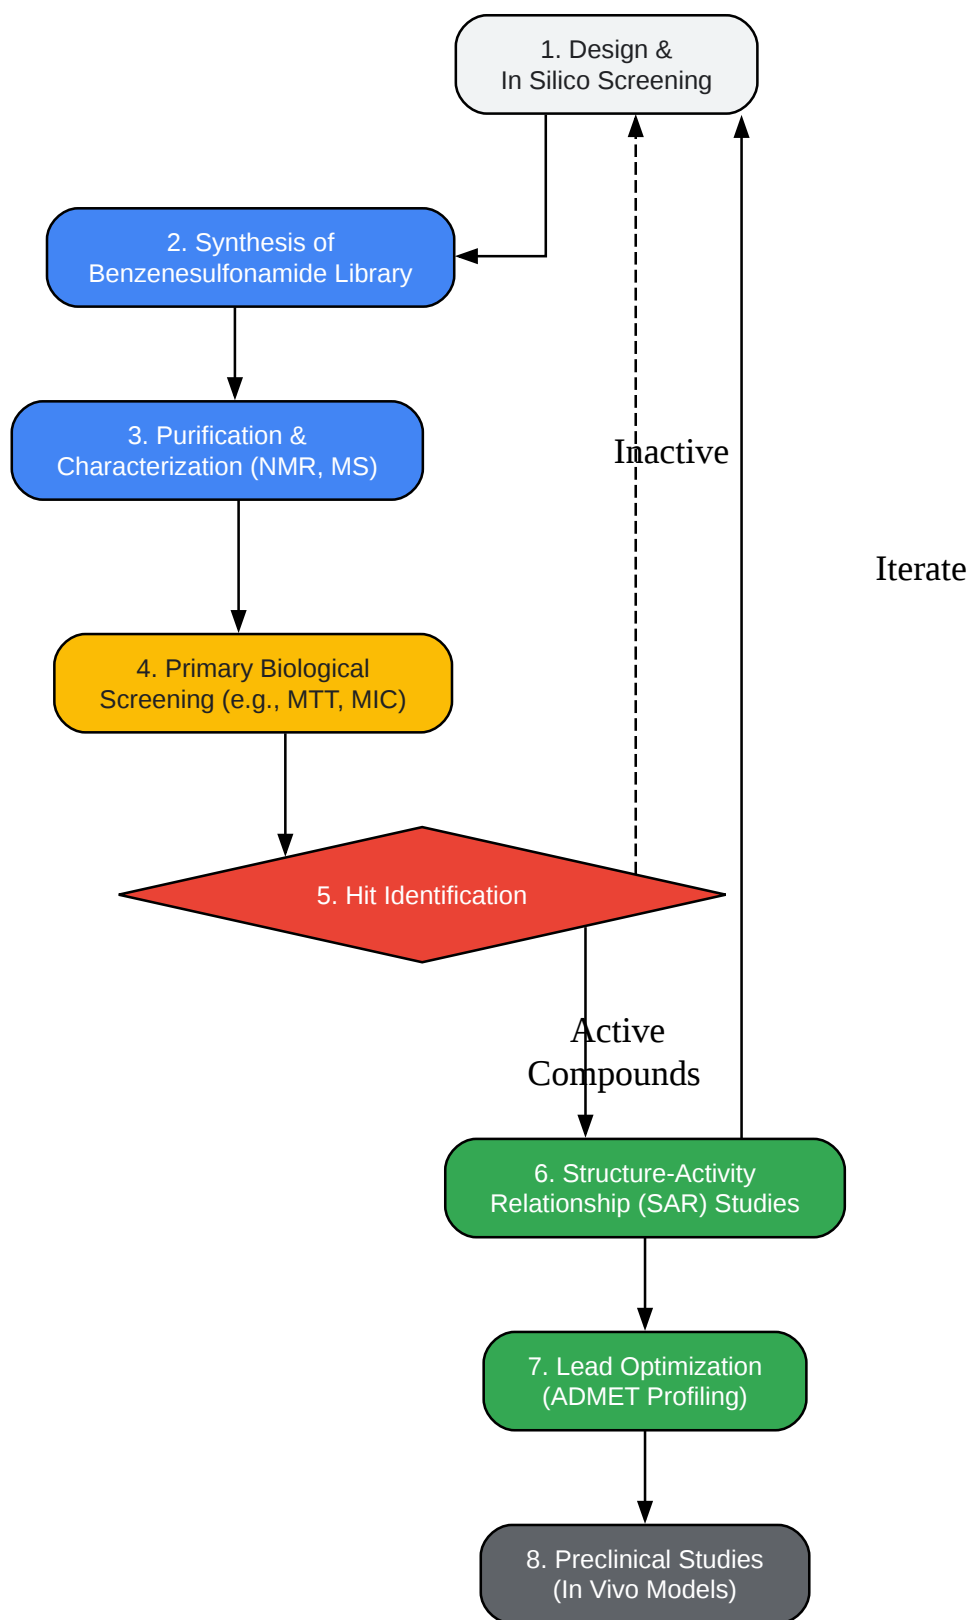 1. Design &
In Silico Screening
2. Synthesis of
Benzenesulfonamide Library
3. Purification &
Characterization (NMR, MS)
Inactive
Iterate
4. Primary Biological
Screening (e.g., MTT, MIC)
5. Hit Identification
Active
Compounds
6. Structure-Activity
Relationship (SAR) Studies
7. Lead Optimization
(ADMET Profiling)
8. Preclinical Studies
(In Vivo Models)